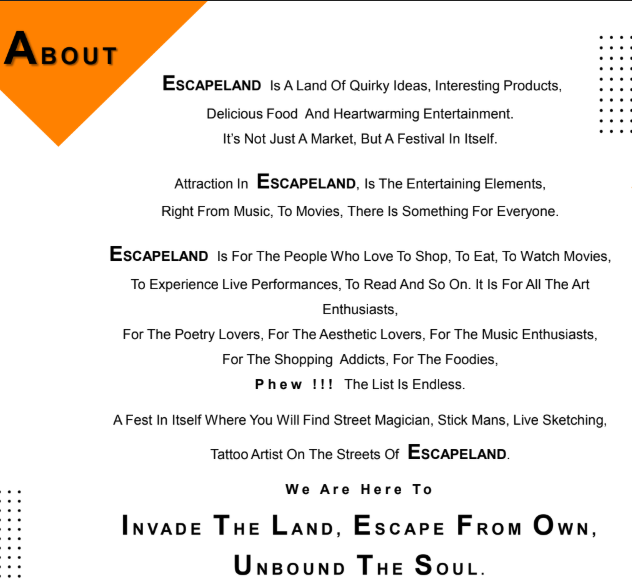 ABOUT
ESCAPELAND Is A Land Of Quirky Ideas, Interesting Products,
Delicious Food And Heartwarming Entertainment.
It's Not Just A Market, But A Festival In Itself.
Attraction In ESCAPELAND, Is The Entertaining Elements,
Right From Music, To Movies, There Is Something For Everyone.
ESCAPELAND Is For The People Who Love To Shop, To Eat, To Watch Movies,
To Experience Live Performances, To Read And So On. It Is For All The Art
Enthusiasts,
For The Poetry Lovers, For The Aesthetic Lovers, For The Music Enthusiasts,
For The Shopping Addicts, For The Foodies,
Phew !!! The List Is Endless.
A Fest In Itself Where You Will Find Street Magician, Stick Mans, Live Sketching,
Tattoo Artist On The Streets Of ESCAPELAND.
We Are Here To
INVADE THE LAND, ESCAPE FROM OWN,
UNBOUND THE SOUL.